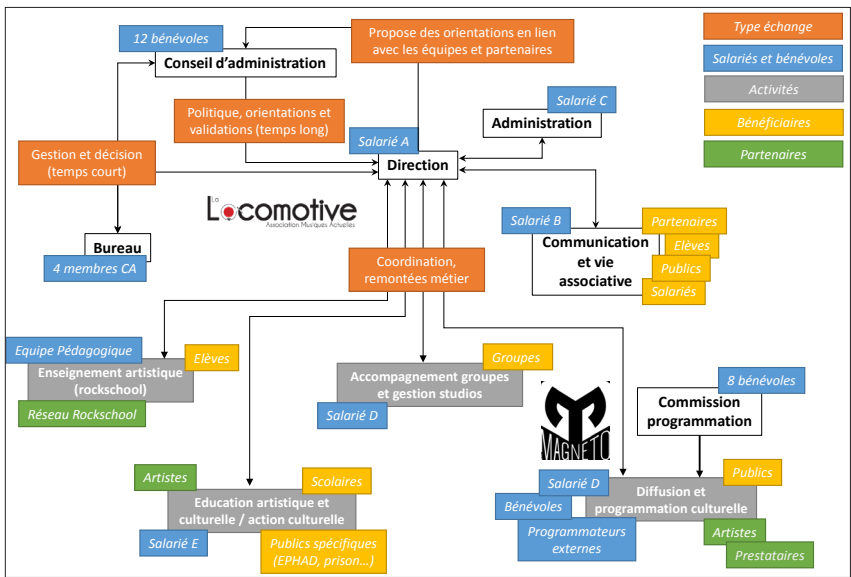 12 bénévoles
Conseil d'administration
Propose des orientations en lien
avec les équipes et partenaires
Type échange
Salariés et bénévoles
Activités
Bénéficiaires
Partenaires
Politique, orientations et
validations (temps long)
Salarié C
Administration
Salarié A
Direction
Gestion et décision
(temps court)
La
Locomotive
Association Musiques Actuelles
Bureau
4 membres CA
Salarié B
Communication
et vie
associative
Partenaires
Elèves
Publics
Salariés
Coordination,
remontées métier
Equipe Pédagogique
Elèves
Enseignement artistique
(rockschool)
Réseau Rockschool
Groupes
Accompagnement groupes
et gestion studios
Salarié D
MAGNETO
8 bénévoles
Commission
programmation
Artistes
Scolaires
Education artistique et
culturelle / action culturelle
Salarié E
Publics spécifiques
(EPHAD, prison...)
Salarié D
Publics
Bénévoles
Diffusion et
programmation culturelle
Programmateurs
externes
Artistes
Prestataires